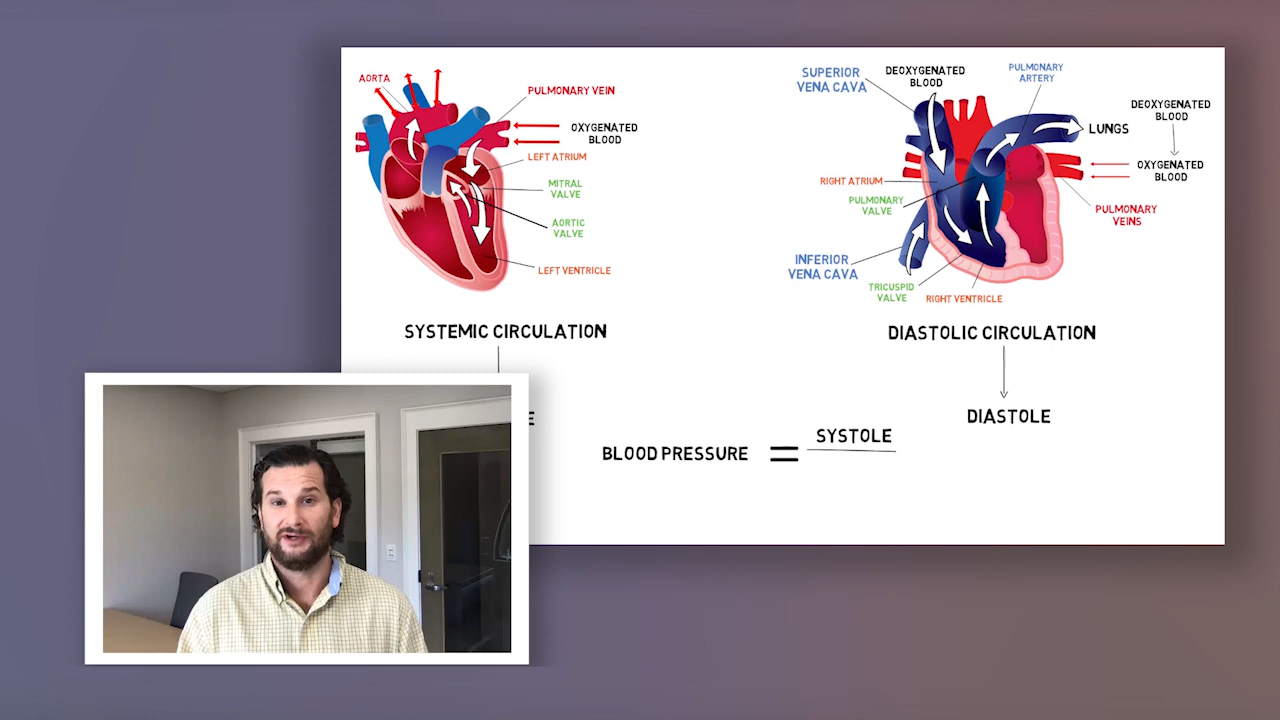 AORTA
PULMONARY VEIN
OXYGENATED
BLOOD
LEFT ATRIUM
MITRAL
VALVE
AORTIC
VALVE
LEFT VENTRICLE
SYSTEMIC CIRCULATION
SUPERIOR
VENA CAVA
DEOXYGENATED
BLOOD
PULMONARY
ARTERY
DEOXYGENATED
BLOOD
LUNGS
OXYGENATED
BLOOD
RIGHT ATRIUM
PULMONARY
VALVE
PULMONARY
VEINS
INFERIOR
VENA CAVA
TRICUSPID
VALVE
RIGHT VENTRICLE
DIASTOLIC CIRCULATION
E
DIASTOLE
BLOOD PRESSURE = SYSTOLE